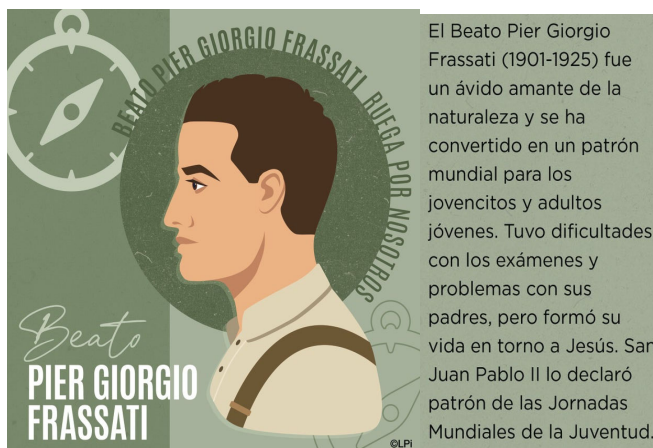 BEATO PIER GIORGIO FRASSATI RUEGA POR NOSOTROS
Beato
PIER GIORGIO
FRASSATI
©LPi
El Beato Pier Giorgio
Frassati (1901-1925) fue
un ávido amante de la
naturaleza y se ha
convertido en un patrón
mundial para los
jovencitos y adultos
jóvenes. Tuvo dificultades
con los exámenes y
problemas con sus
padres, pero formó su
vida en torno a Jesús. San
Juan Pablo II lo declaró
patrón de las Jornadas
Mundiales de la Juventud.